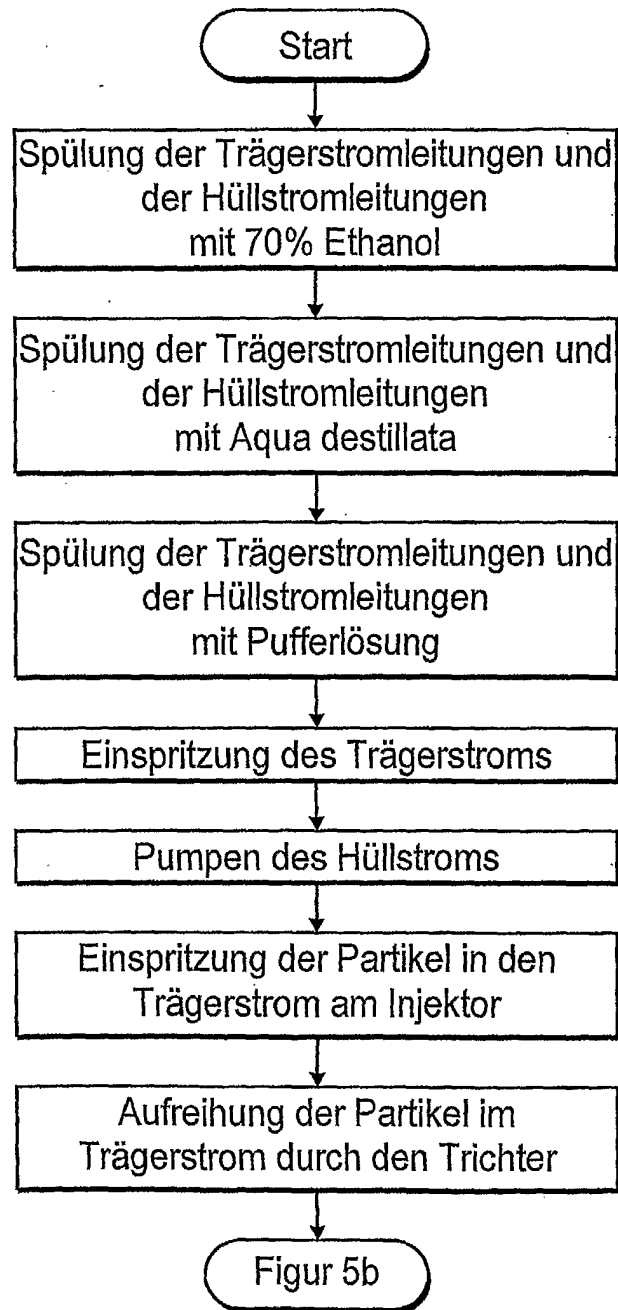 Start
Spülung der Trägerstromleitungen und
der Hüllstromleitungen
mit 70% Ethanol
Spülung der Trägerstromleitungen und
der Hüllstromleitungen
mit Aqua destillata
Spülung der Trägerstromleitungen und
der Hüllstromleitungen
mit Pufferlösung
Einspritzung des Trägerstroms
Pumpen des Hüllstroms
Einspritzung der Partikel in den
Trägerstrom am Injektor
Aufreihung der Partikel im
Trägerstrom durch den Trichter
Figur 5b